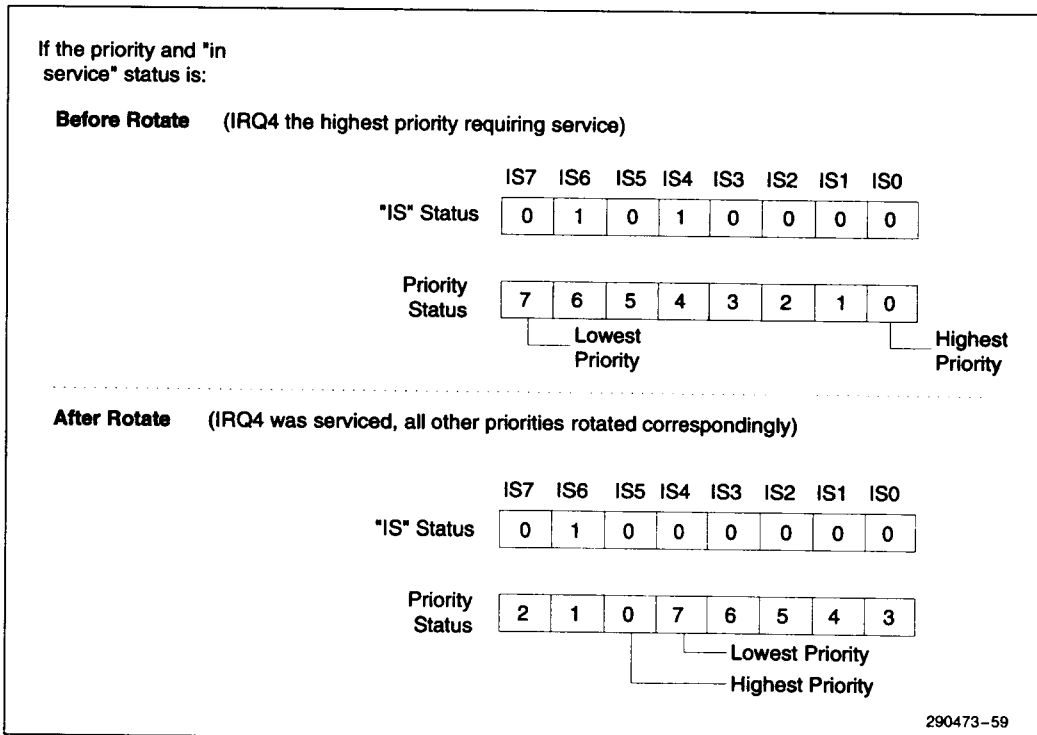 If the priority and "in
service" status is:
Before Rotate (IRQ4 the highest priority requiring service)
IS7 IS6 IS5 IS4 IS3 IS2 IS1 IS0
"IS" Status 0 1 0 1 0 0 0 0
Priority
Status 7 6 5 4 3 2 1 0
Lowest
Priority
Highest
Priority
After Rotate (IRQ4 was serviced, all other priorities rotated correspondingly)
IS7 IS6 IS5 IS4 IS3 IS2 IS1 IS0
"IS" Status 0 1 0 0 0 0 0 0
Priority
Status 2 1 0 7 6 5 4 3
Lowest Priority
Highest Priority
290473-59